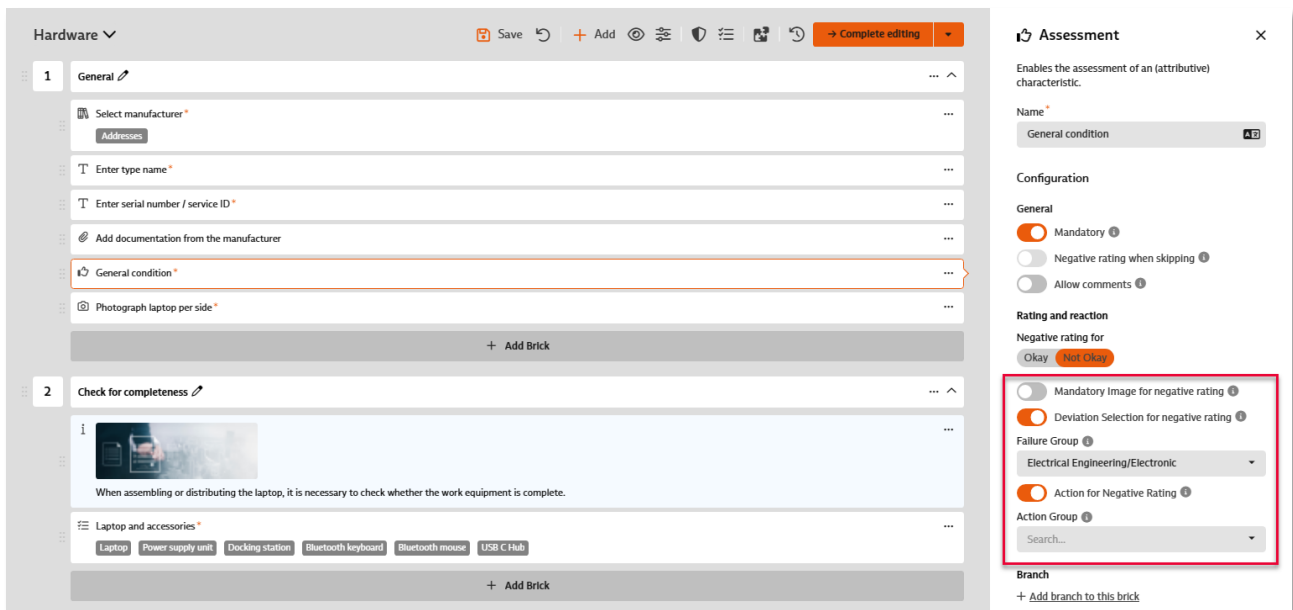 Hardware
Save
Add
→ Complete editing
1
General
Select manufacturer*
Addresses
T Enter type name*
T Enter serial number / service ID*
Add documentation from the manufacturer
General condition*
Photograph laptop per side*
+ Add Brick
2
Check for completeness
i
When assembling or distributing the laptop, it is necessary to check whether the work equipment is complete.
Laptop and accessories*
Laptop Power supply unit Docking station Bluetooth keyboard Bluetooth mouse USB C Hub
+ Add Brick
Assessment
Enables the assessment of an (attributive)
characteristic.
Name*
General condition
Configuration
General
Mandatory
Negative rating when skipping
Allow comments
Rating and reaction
Negative rating for
Okay Not Okay
Mandatory Image for negative rating
Deviation Selection for negative rating
Failure Group
Electrical Engineering/Electronic
Action for Negative Rating
Action Group
Search...
Branch
+ Add branch to this brick